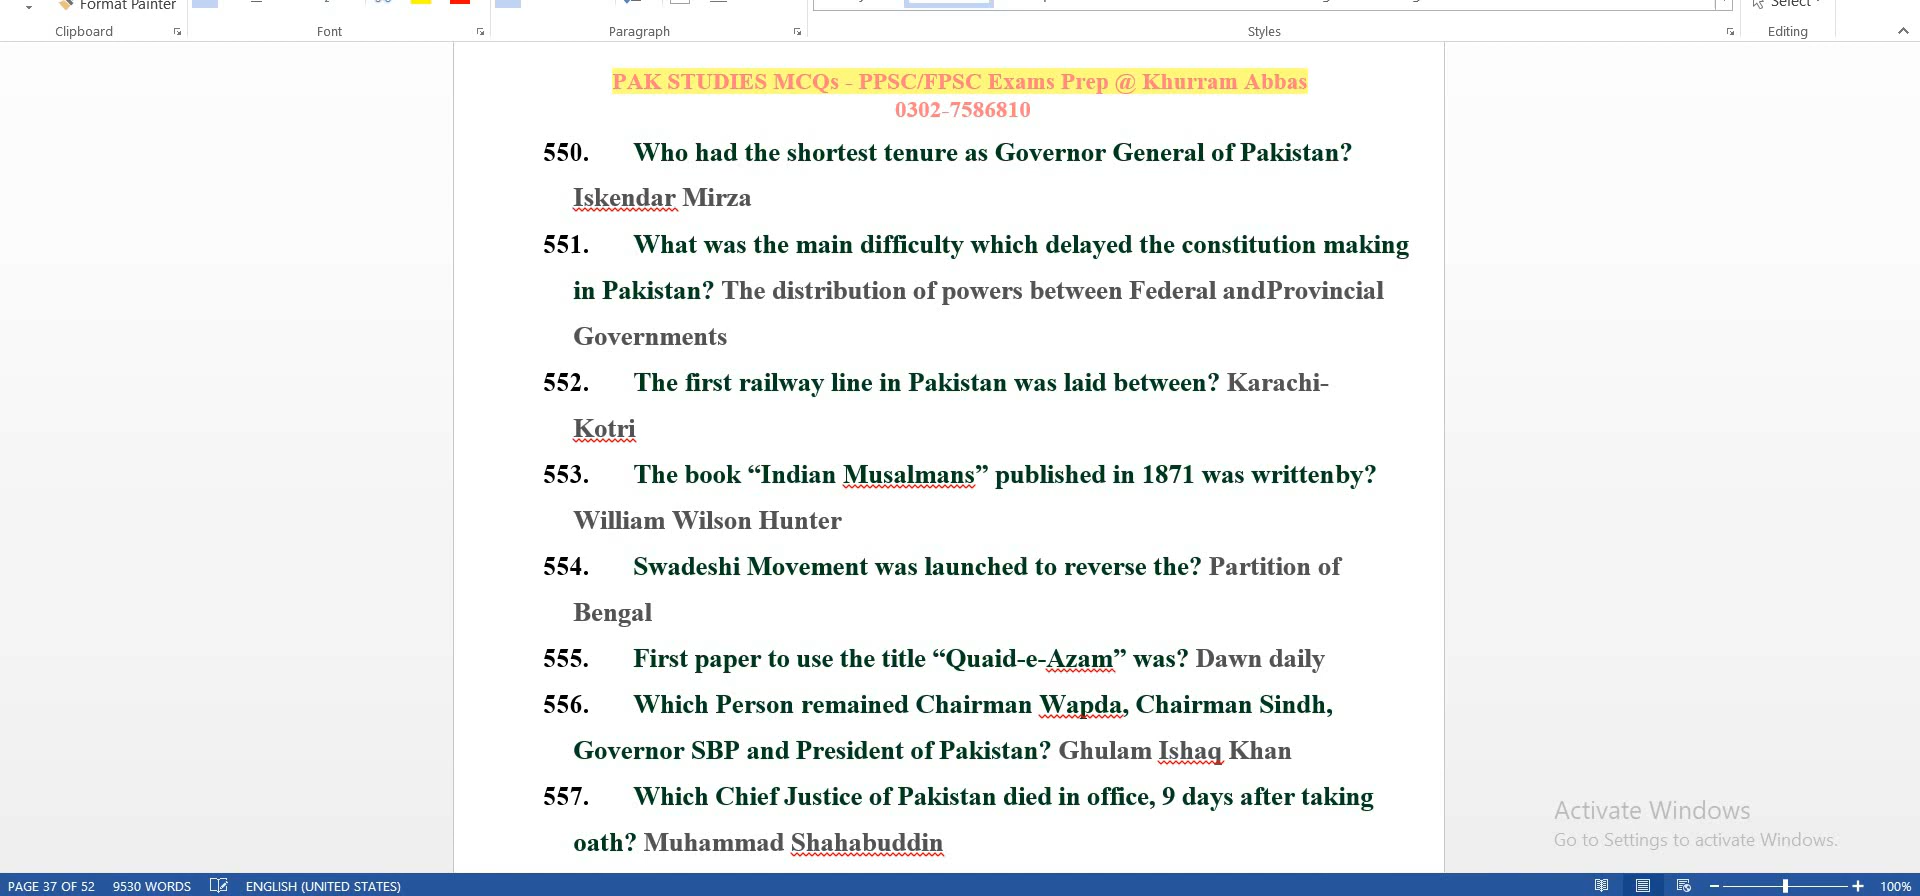 Format Painter
Select
Clipboard
Font
Paragraph
Styles
Editing
PAK STUDIES MCQs - PPSC/FPSC Exams Prep @ Khurram Abbas
0302-7586810
550. Who had the shortest tenure as Governor General of Pakistan?
Iskendar Mirza
551. What was the main difficulty which delayed the constitution making
in Pakistan? The distribution of powers between Federal andProvincial
Governments
552. The first railway line in Pakistan was laid between? Karachi-
Kotri
553. The book “Indian Musalmans” published in 1871 was writtenby?
William Wilson Hunter
554. Swadeshi Movement was launched to reverse the? Partition of
Bengal
555. First paper to use the title “Quaid-e-Azam” was? Dawn daily
556. Which Person remained Chairman Wapda, Chairman Sindh,
Governor SBP and President of Pakistan? Ghulam Ishaq Khan
557. Which Chief Justice of Pakistan died in office, 9 days after taking
oath? Muhammad Shahabuddin
Activate Windows
Go to Settings to activate Windows.
PAGE 37 OF 52 9530 WORDS ENGLISH (UNITED STATES) 100%